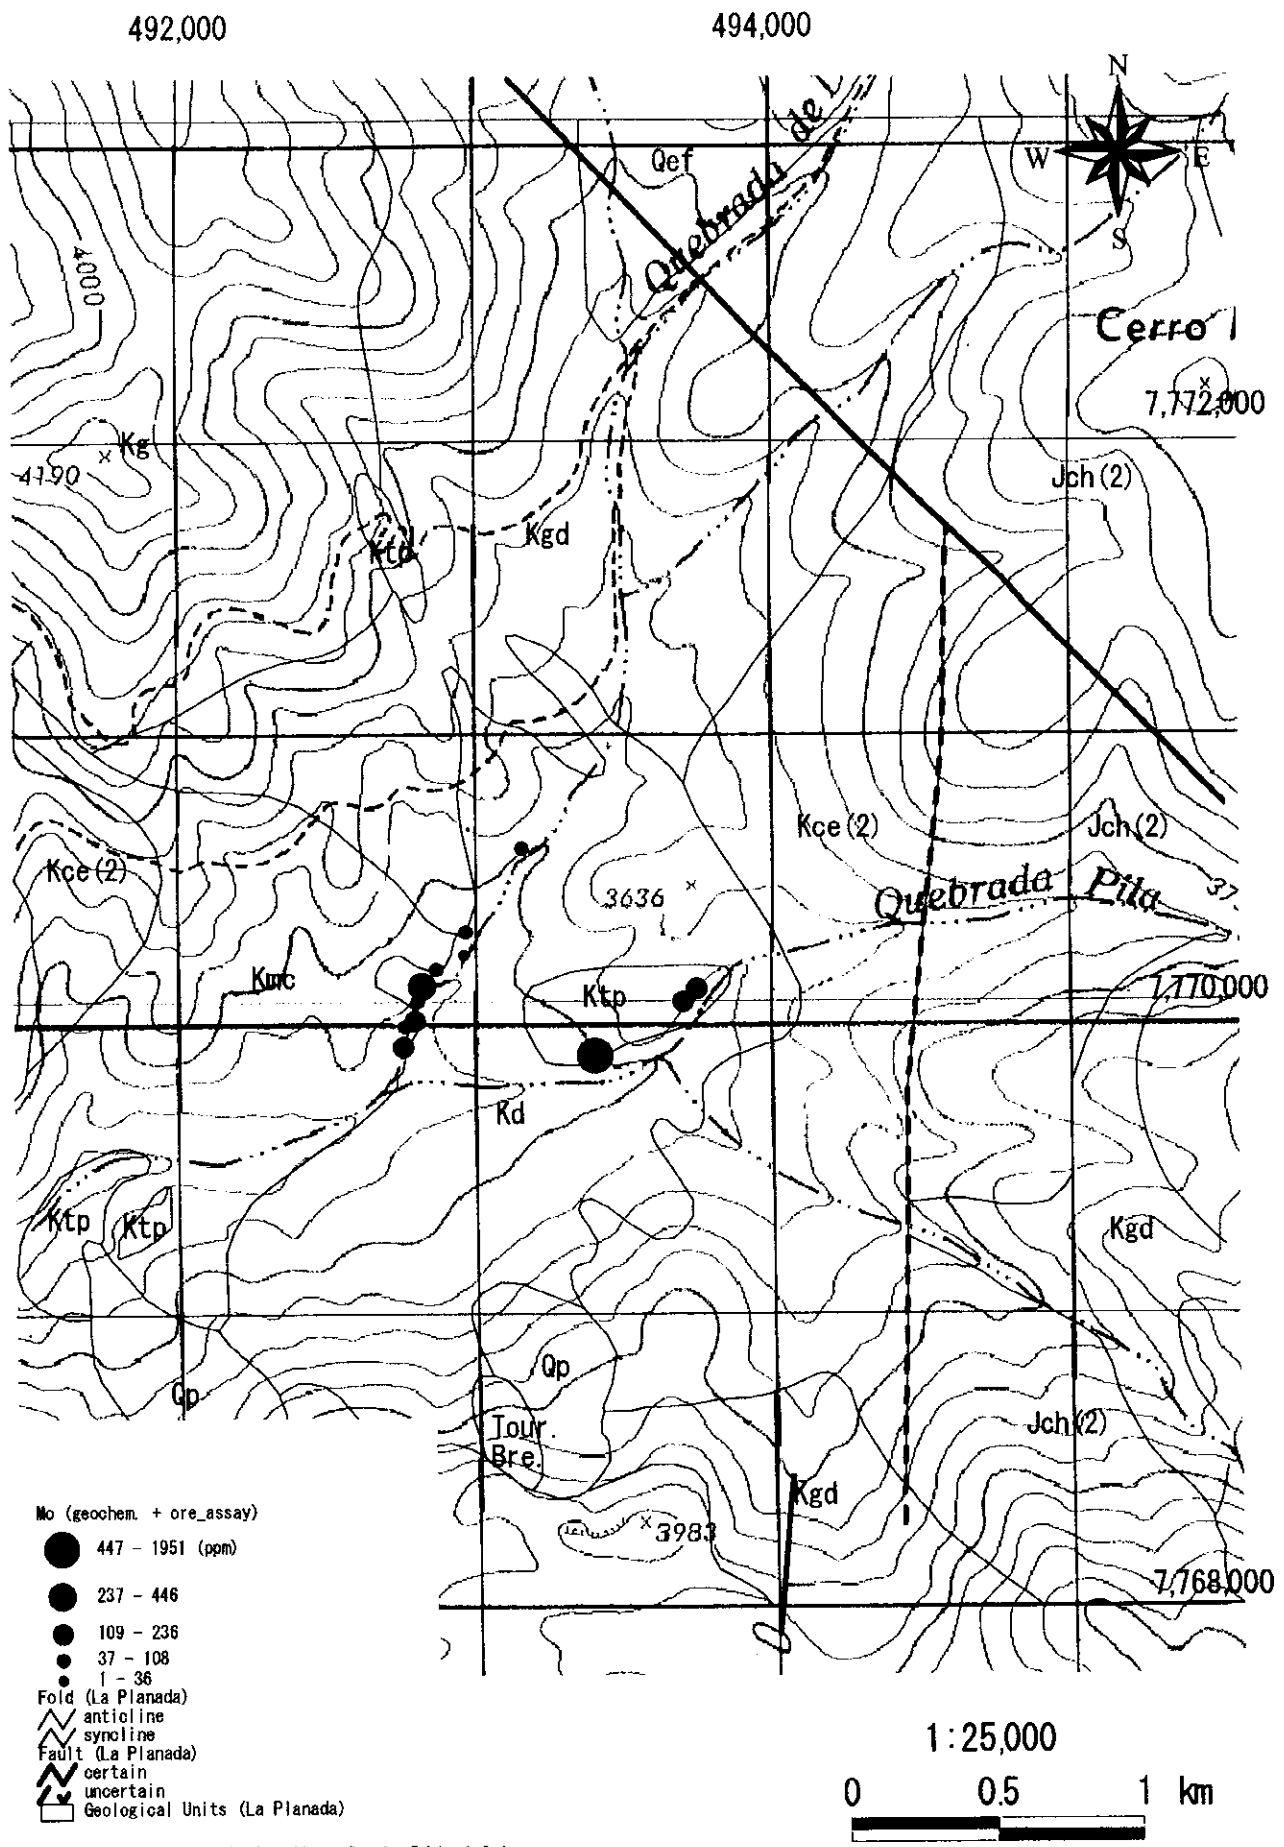 492,000
494,000
N
W
E
S
Qef
Quebrada de
4000
Cerro
7,772,000
Kg
4190
Jch(2)
Kgd
Ktp
Kce(2)
Jch(2)
Kce(2)
Quebrada Pila
37
3636
Kmc
Ktp
7,770,000
Kd
Ktp
Ktp
Kgd
Qp
Qp
Tour.
Bre.
Jch(2)
Kgd
3983
7,768,000
Mo (geochem. + ore_assay)
447 - 1951 (ppm)
237 - 446
109 - 236
37 - 108
1 - 36
Fold (La Planada)
anticline
syncline
Fault (La Planada)
certain
uncertain
Geological Units (La Planada)
1:25,000
0 0.5 1 km